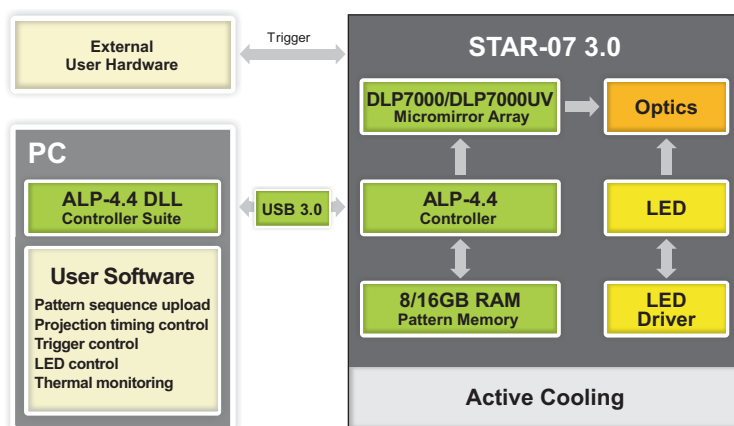 External
User Hardware
Trigger
PC
ALP-4.4 DLL
Controller Suite
User Software
Pattern sequence upload
Projection timing control
Trigger control
LED control
Thermal monitoring
USB 3.0
STAR-07 3.0
DLP7000/DLP7000UV
Micromirror Array
Optics
ALP-4.4
Controller
LED
8/16GB RAM
Pattern Memory
LED
Driver
Active Cooling